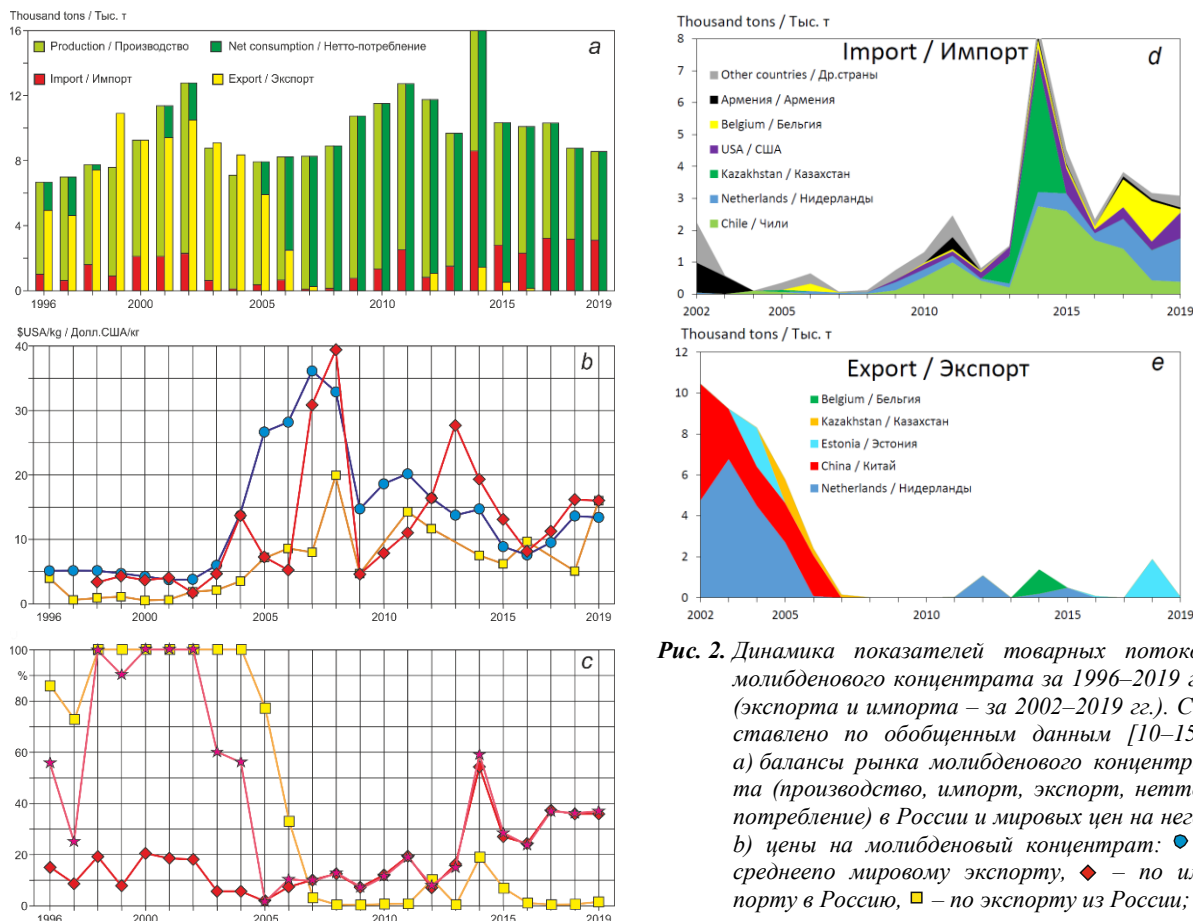 Thousand tons / Тыс. т
16
Production / Производство
Net consumption / Нетто-потребление
a
Import / Импорт
Export / Экспорт
12
8
4
0
1996
2000
2005
2010
2015
2019
$USA/kg / Долл.США/кг
40
b
30
20
10
0
1996
2000
2005
2010
2015
2019
100
%
c
80
60
40
20
0
1996
2000
2005
2010
2015
2019
Thousand tons / Тыс. т
8
Import / Импорт
d
7
Other countries / Др.страны
6
Армения / Армения
Belgium / Бельгия
5
USA / США
4
Kazakhstan / Казахстан
3
Netherlands / Нидерланды
2
Chile / Чили
1
0
2002
2005
2010
2015
2019
Thousand tons / Тыс. т
12
Export / Экспорт
e
10
Belgium / Бельгия
Kazakhstan / Казахстан
8
Estonia / Эстония
6
China / Китай
4
Netherlands / Нидерланды
2
0
2002
2005
2010
2015
2019
Рис. 2. Динамика показателей товарных потоко
молибденового концентрата за 1996–2019 г
(экспорта и импорта – за 2002–2019 гг.). С
ставлено по обобщенным данным [10–15
a) балансы рынка молибденового концентр
та (производство, импорт, экспорт, нетт
потребление) в России и мировых цен на нег
b) цены на молибденовый концентрат:
среднеепо мировому экспорту, – по им
порту в Россию, – по экспорту из России;